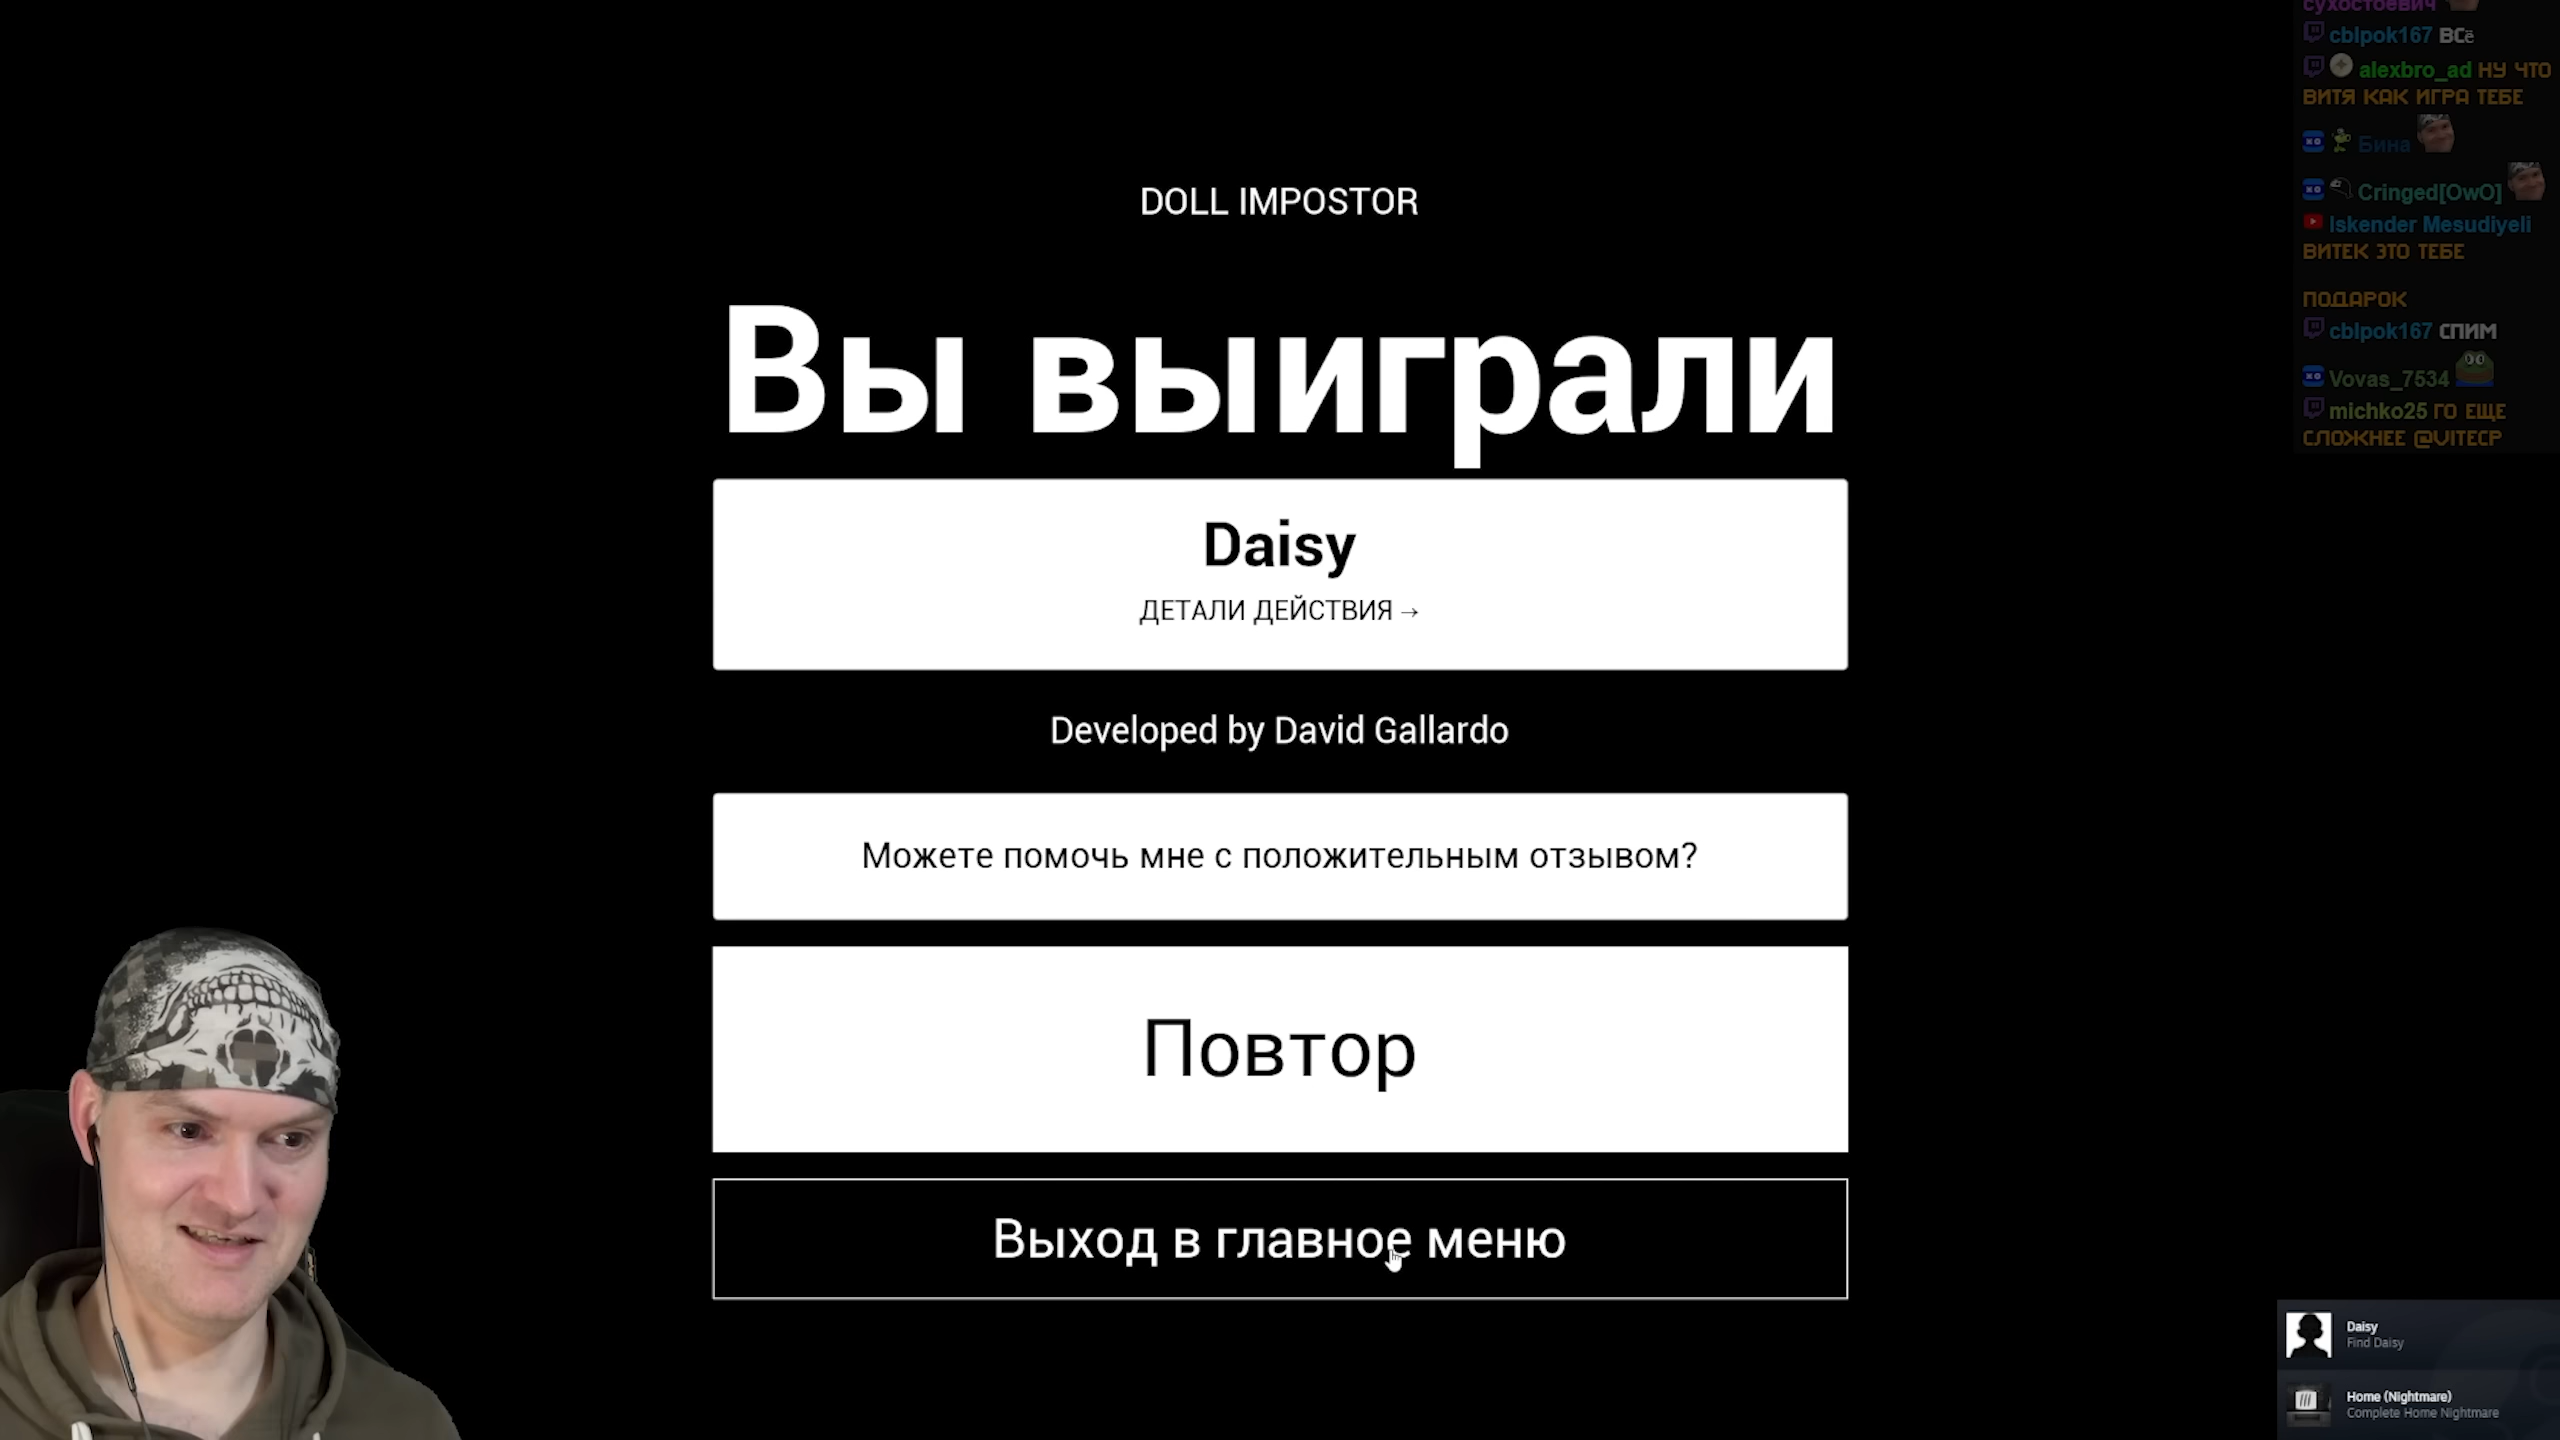 DOLL IMPOSTOR
Вы выиграли
Daisy
ДЕТАЛИ ДЕЙСТВИЯ →
Developed by David Gallardo
Можете помочь мне с положительным отзывом?
Повтор
Выход в главное меню
сухостоевич
cblpok167 ВСё
alexbro_ad НУ ЧТО
ВИТЯ КАК ИГРА ТЕБЕ
Бина
Cringed[OwO]
Iskender Mesudiyeli
ВИТЕК ЭТО ТЕБЕ
ПОДАРОК
cblpok167 СПИМ
Vovas_7534
michko25 ГО ЕЩЕ
СЛОЖНЕЕ @VITECP
Daisy
Find Daisy
Home (Nightmare)
Complete Home Nightmare